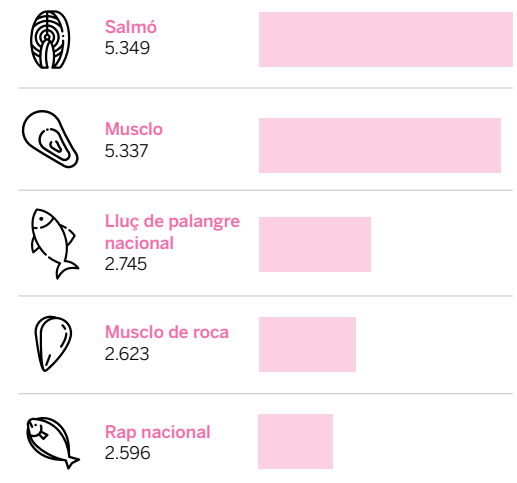 Salmó
5.349
Musclo
5.337
Lluç de palangre
nacional
2.745
Musclo de roca
2.623
Rap nacional
2.596